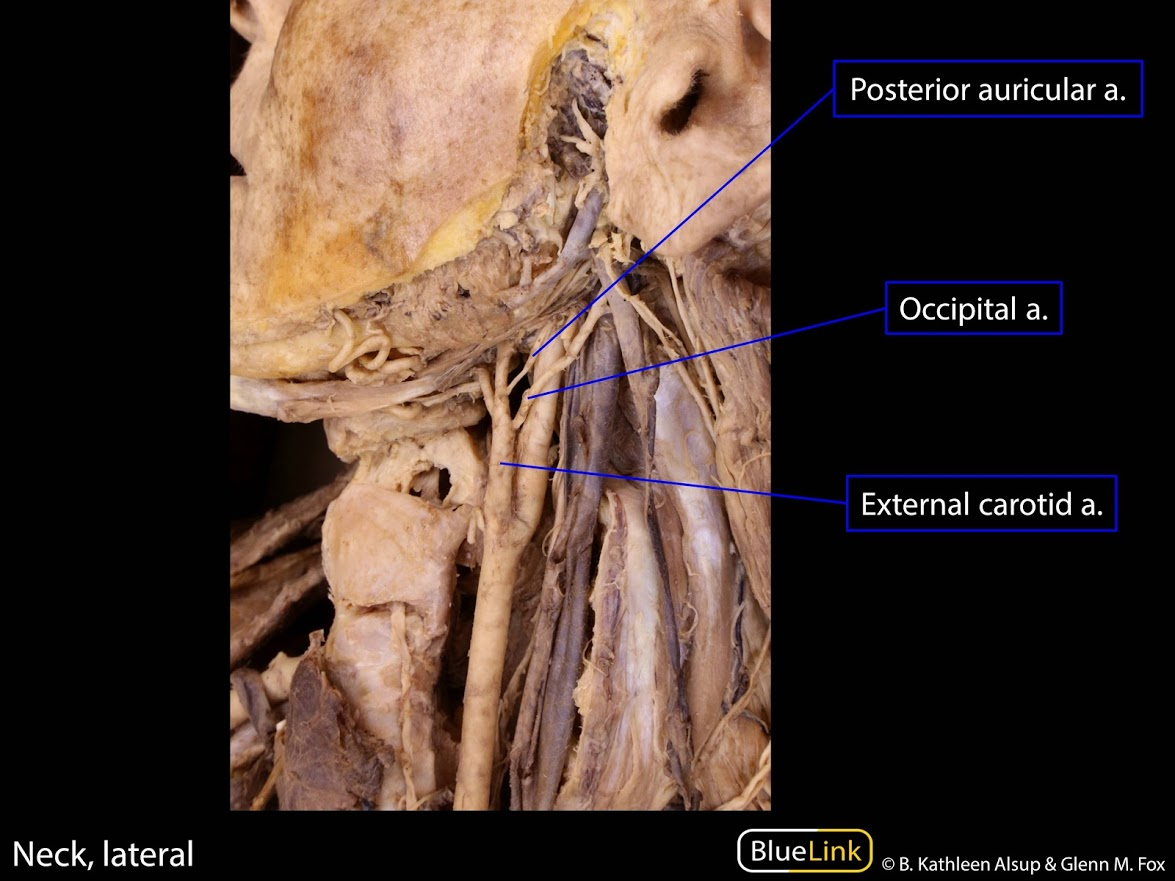 Posterior auricular a.
Occipital a.
External carotid a.
Neck, lateral
BlueLink
© B. Kathleen Alsup & Glenn M. Fox